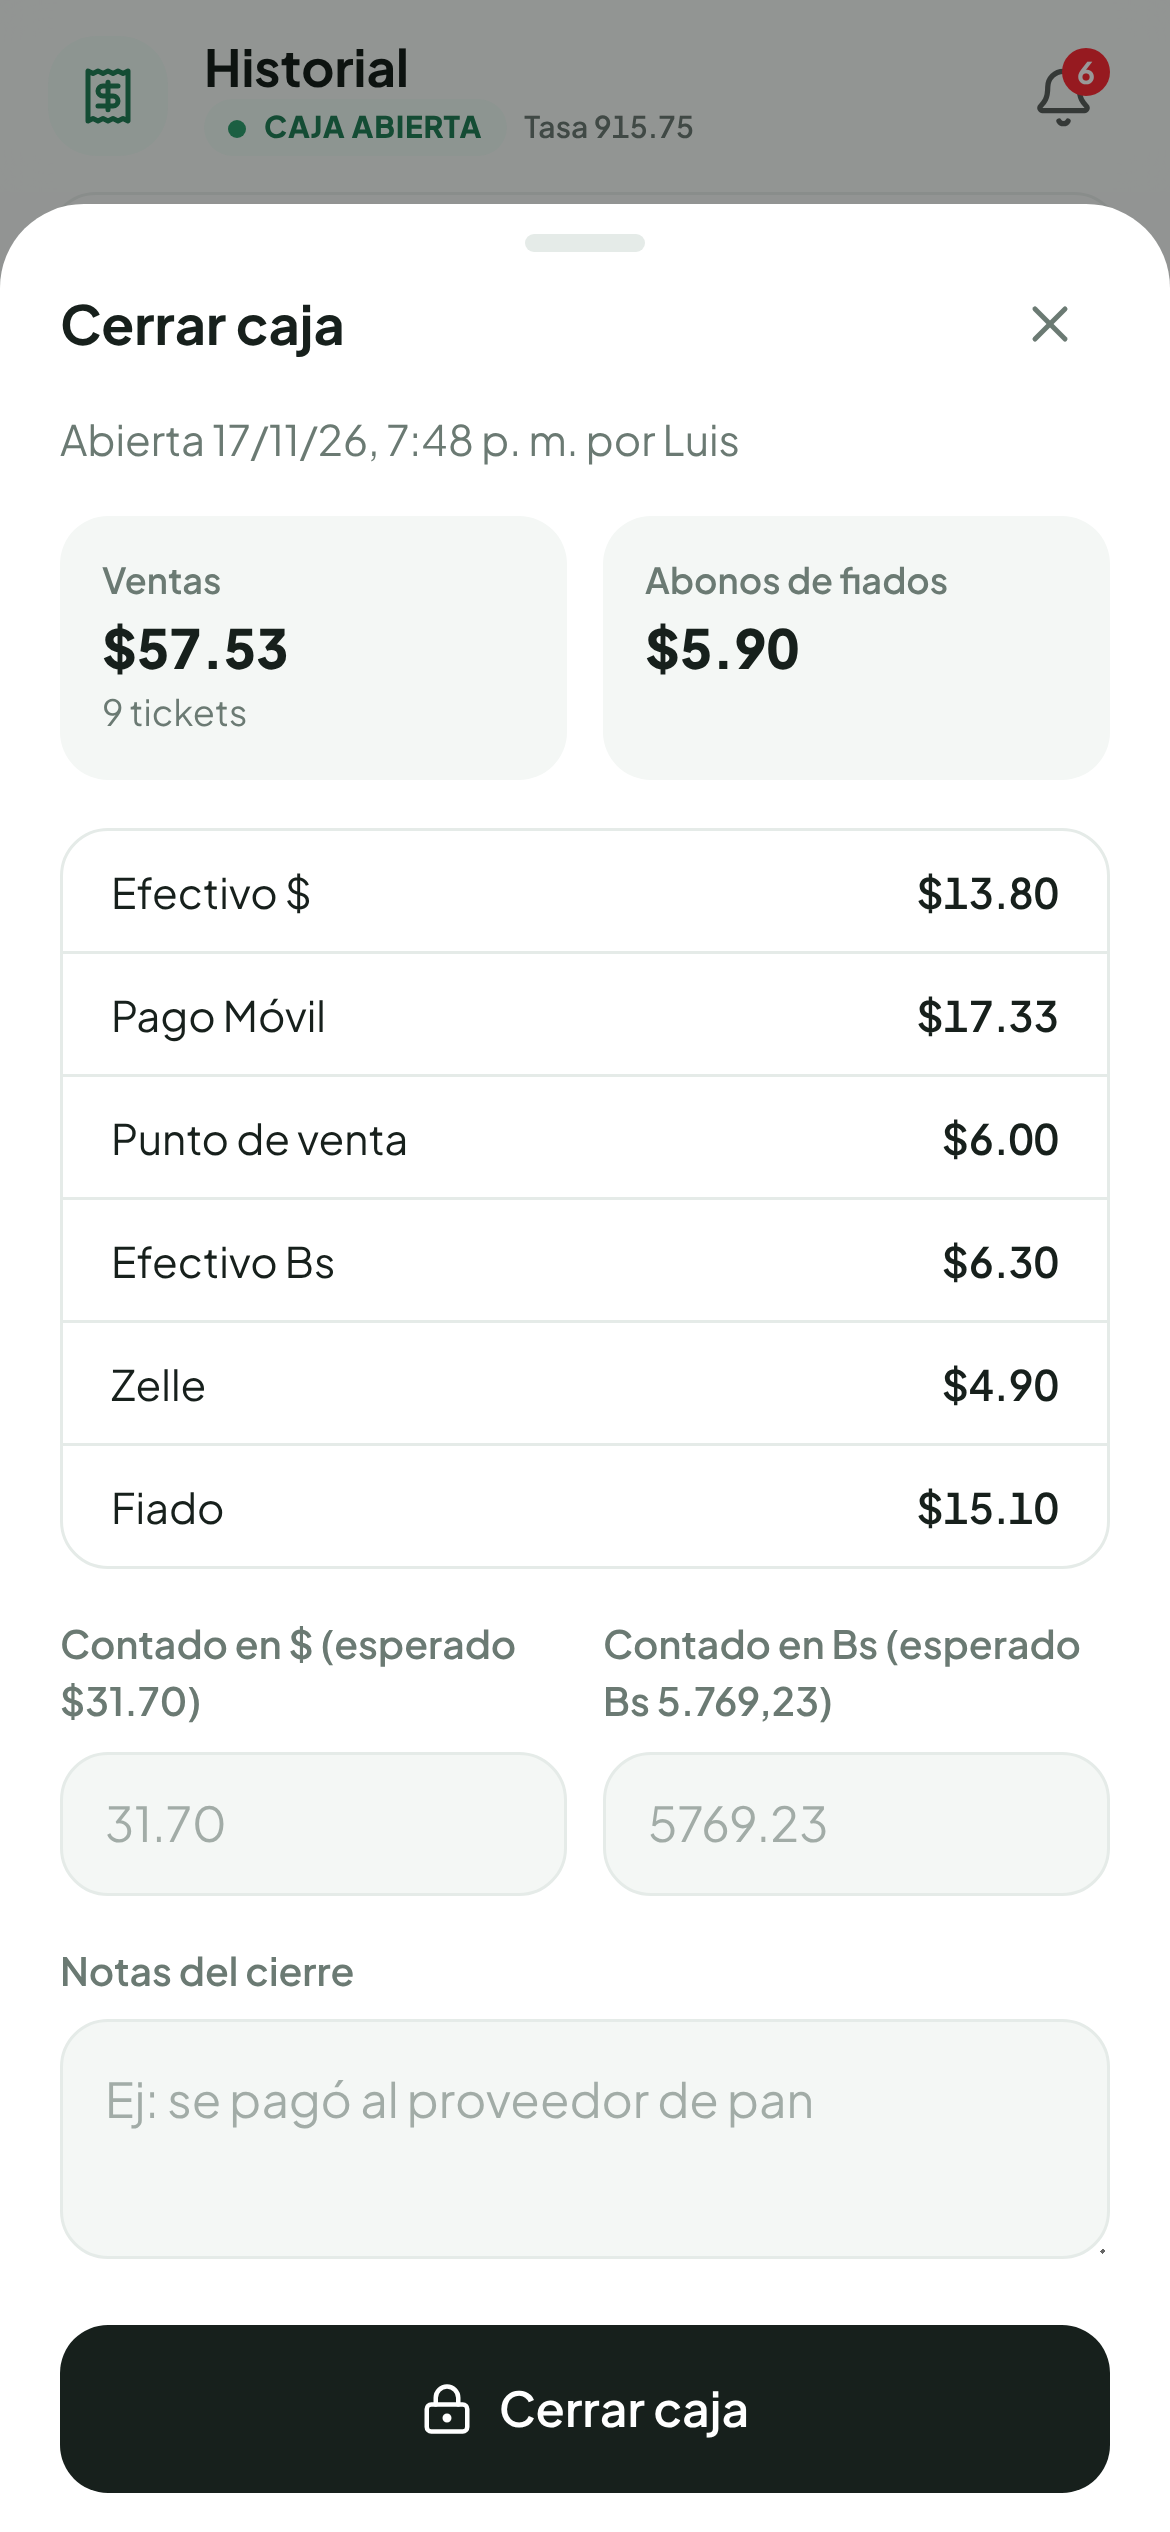 Historial
6
CAJA ABIERTA Tasa 915.75
Cerrar caja
Abierta 17/11/26, 7:48 p. m. por Luis
Ventas
$57.53
9 tickets
Abonos de fiados
$5.90
Efectivo $ $13.80
Pago Móvil $17.33
Punto de venta $6.00
Efectivo Bs $6.30
Zelle $4.90
Fiado $15.10
Contado en $ (esperado
$31.70)
31.70
Contado en Bs (esperado
Bs 5.769,23)
5769.23
Notas del cierre
Ej: se pagó al proveedor de pan
Cerrar caja